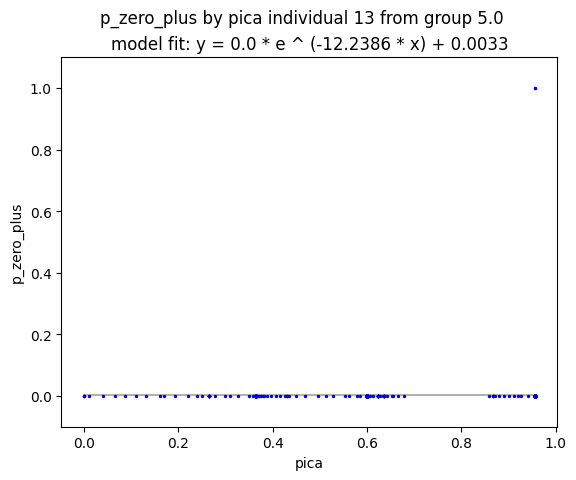 p_zero_plus by pica individual 13 from group 5.0
model fit: y = 0.0 * e ^ (-12.2386 * x) + 0.0033
1.0
0.8
0.6
0.4
0.2
0.0
p_zero_plus
0.0 0.2 0.4 0.6 0.8 1.0
pica